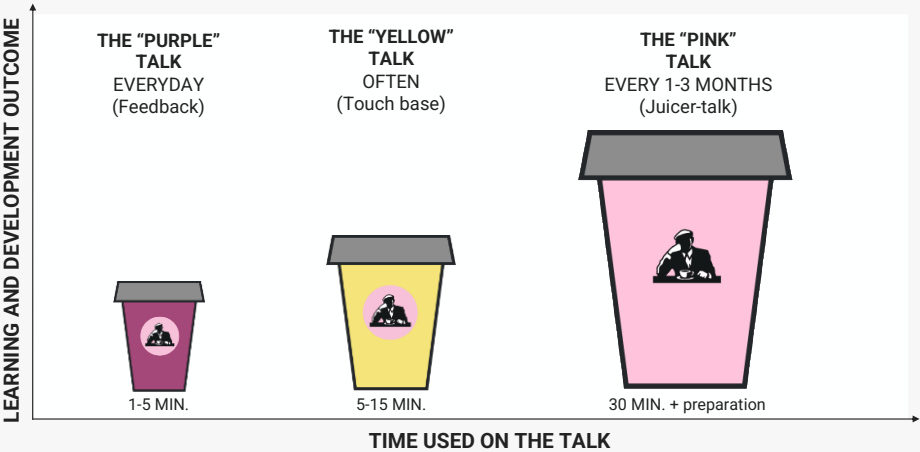 LEARNING AND DEVELOPMENT OUTCOME
THE “PURPLE”
TALK
EVERYDAY
(Feedback)
THE “YELLOW”
TALK
OFTEN
(Touch base)
THE “PINK”
TALK
EVERY 1-3 MONTHS
(Juicer-talk)
1-5 MIN.
5-15 MIN.
30 MIN. + preparation
TIME USED ON THE TALK